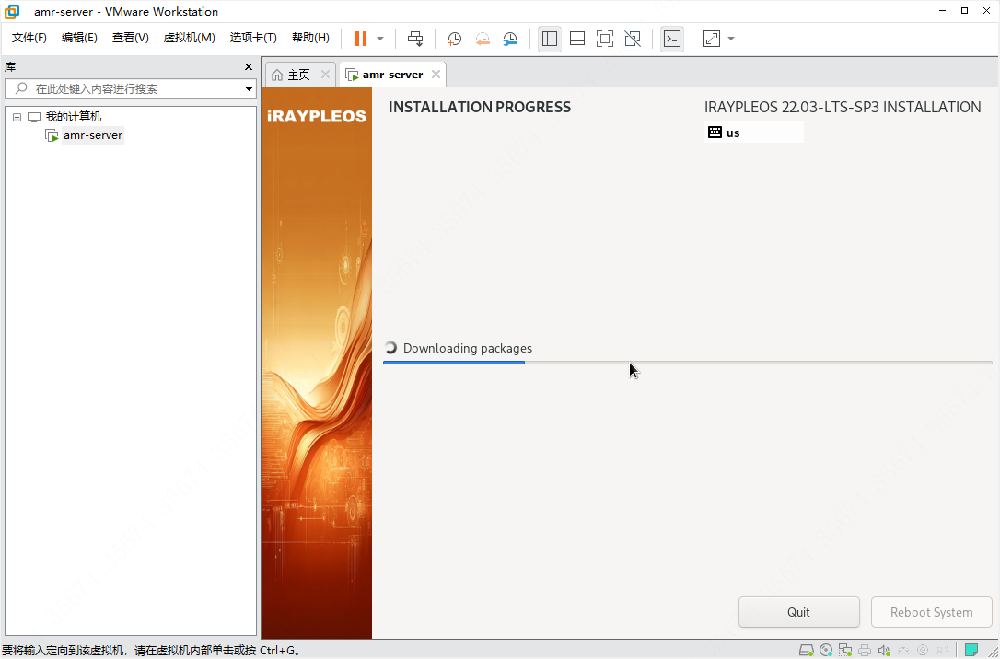 amr-server - VMware Workstation
文件(F) 编辑(E) 查看(V) 虚拟机(M) 选项卡(T) 帮助(H)
库
在此处键入内容进行搜索
我的计算机
amr-server
主页
amr-server
iRAYPLEOS
INSTALLATION PROGRESS
IRAYPLEOS 22.03-LTS-SP3 INSTALLATION
us
Downloading packages
Quit
Reboot System
要将输入定向到该虚拟机，请在虚拟机内部单击或按 Ctrl+G。